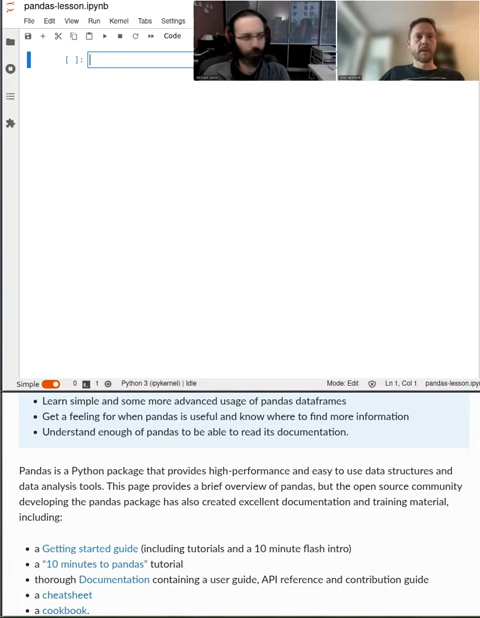 pandas-lesson.ipynb
File Edit View Run Kernel Tabs Settings
Code
[ ]:
Simple 0 1 Python 3 (ipykernel) | Idle Mode: Edit Ln 1, Col 1 pandas-lesson.ipy
• Learn simple and some more advanced usage of pandas dataframes
• Get a feeling for when pandas is useful and know where to find more information
• Understand enough of pandas to be able to read its documentation.
Pandas is a Python package that provides high-performance and easy to use data structures and
data analysis tools. This page provides a brief overview of pandas, but the open source community
developing the pandas package has also created excellent documentation and training material,
including:
• a Getting started guide (including tutorials and a 10 minute flash intro)
• a "10 minutes to pandas" tutorial
• thorough Documentation containing a user guide, API reference and contribution guide
• a cheatsheet
• a cookbook.